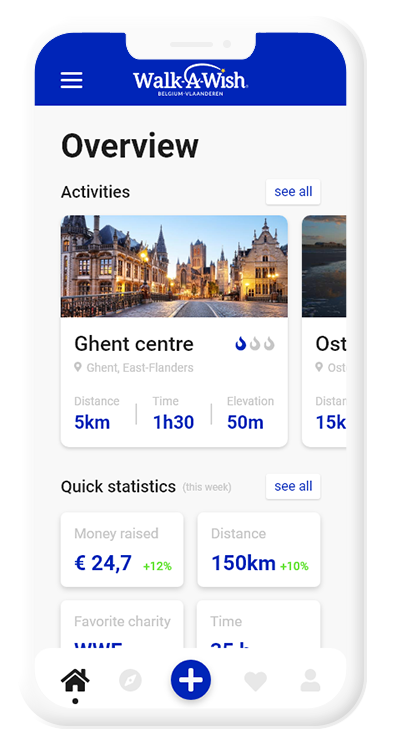 Walk-A-Wish
BELGIUM-VLAANDEREN
Overview
Activities
see all
Ghent centre
Ghent, East-Flanders
Distance
Time
Elevation
5km
1h30
50m
Ost
Ost
Distan
15k
Quick statistics (this week)
see all
Money raised
€ 24,7 +12%
Distance
150km +10%
Favorite charity
WWF
Time
35 h